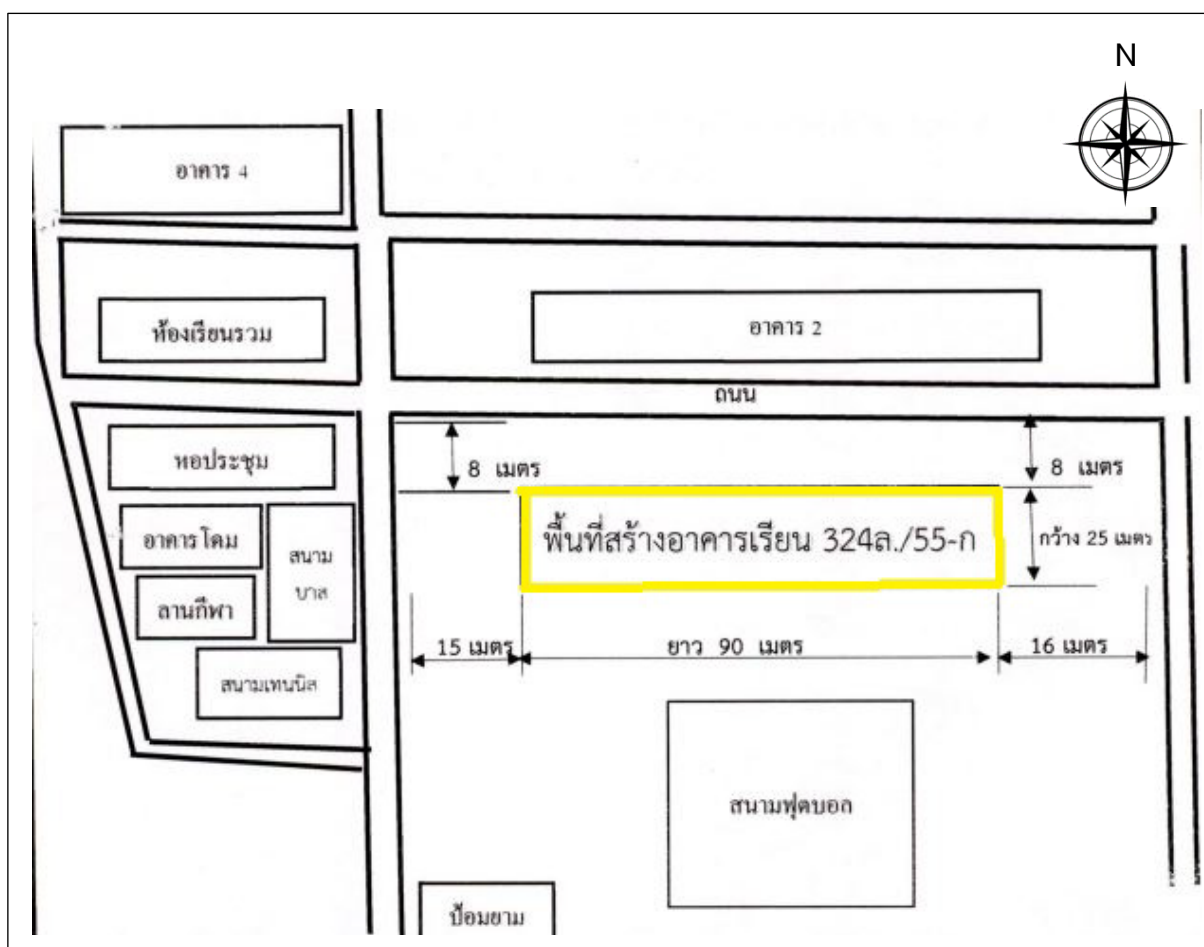 N
อาคาร 4
ห้องเรียนรวม
อาคาร 2
ถนน
หอประชุม
8 เมตร
8 เมตร
อาคารโดม
สนาม
บาส
พื้นที่สร้างอาคารเรียน 324ล./55-ก
กว้าง 25 เมตร
ลานกีฬา
15 เมตร
ยาว 90 เมตร
16 เมตร
สนามเทนนิส
สนามฟุตบอล
ป้อมยาม